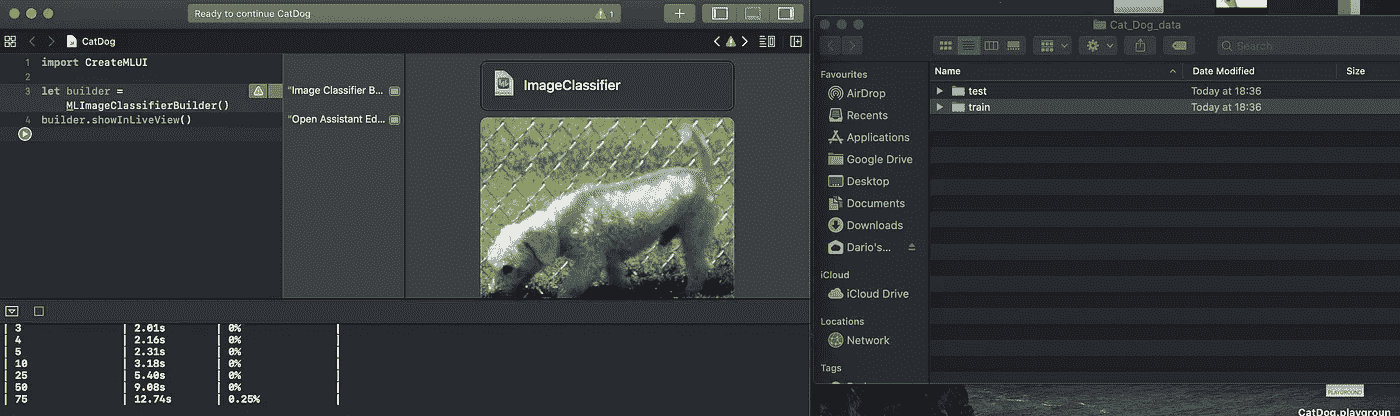 Ready to continue CatDog
1
CatDog
1 import CreateMLUI
2
3 let builder =
MLImageClassifierBuilder()
4 builder.showInLiveView()
"Image Classifier B...
"Open Assistant Ed...
ImageClassifier
| 3 | 2.01s | 0% |
| 4 | 2.16s | 0% |
| 5 | 2.31s | 0% |
| 10 | 3.18s | 0% |
| 25 | 5.40s | 0% |
| 50 | 9.08s | 0% |
| 75 | 12.74s | 0.25% |
Cat_Dog_data
Search
Favourites
AirDrop
Recents
Applications
Google Drive
Desktop
Documents
Downloads
Dario's...
iCloud
iCloud Drive
Locations
Network
Tags
Name Date Modified Size
test Today at 18:36
train Today at 18:36
PLAYGROUND
CatDog.playgroun